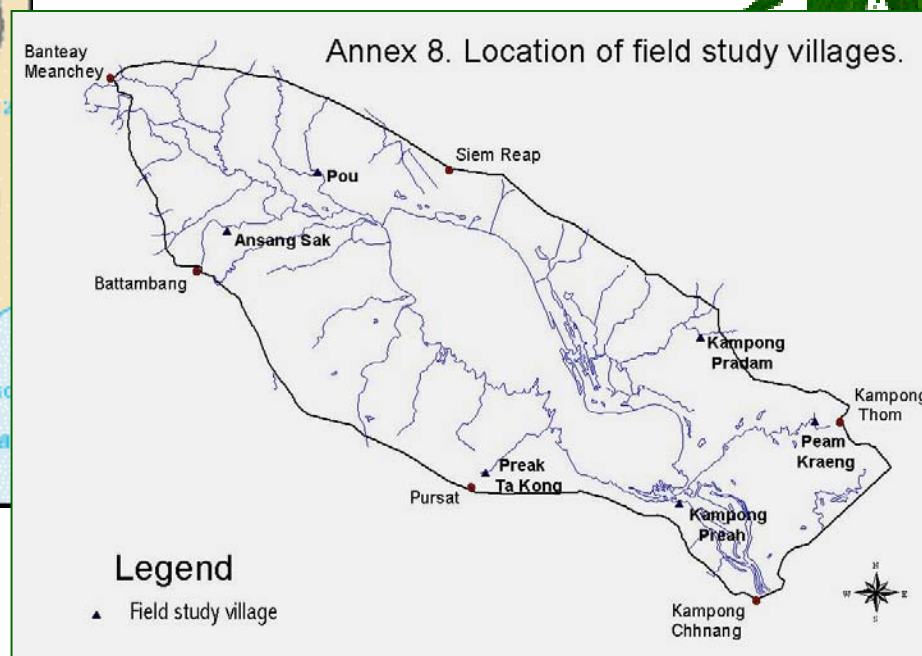 Annex 8. Location of field study villages.
Banteay
Meanchey
Siem Reap
Pou
Ansang Sak
Battambang
Kampong
Pradam
Kampong
Thom
Peam
Kraeng
Preak
Ta Kong
Pursat
Kampong
Preah
Legend
Field study village
Kampong
Chhnang
N
W
E
S